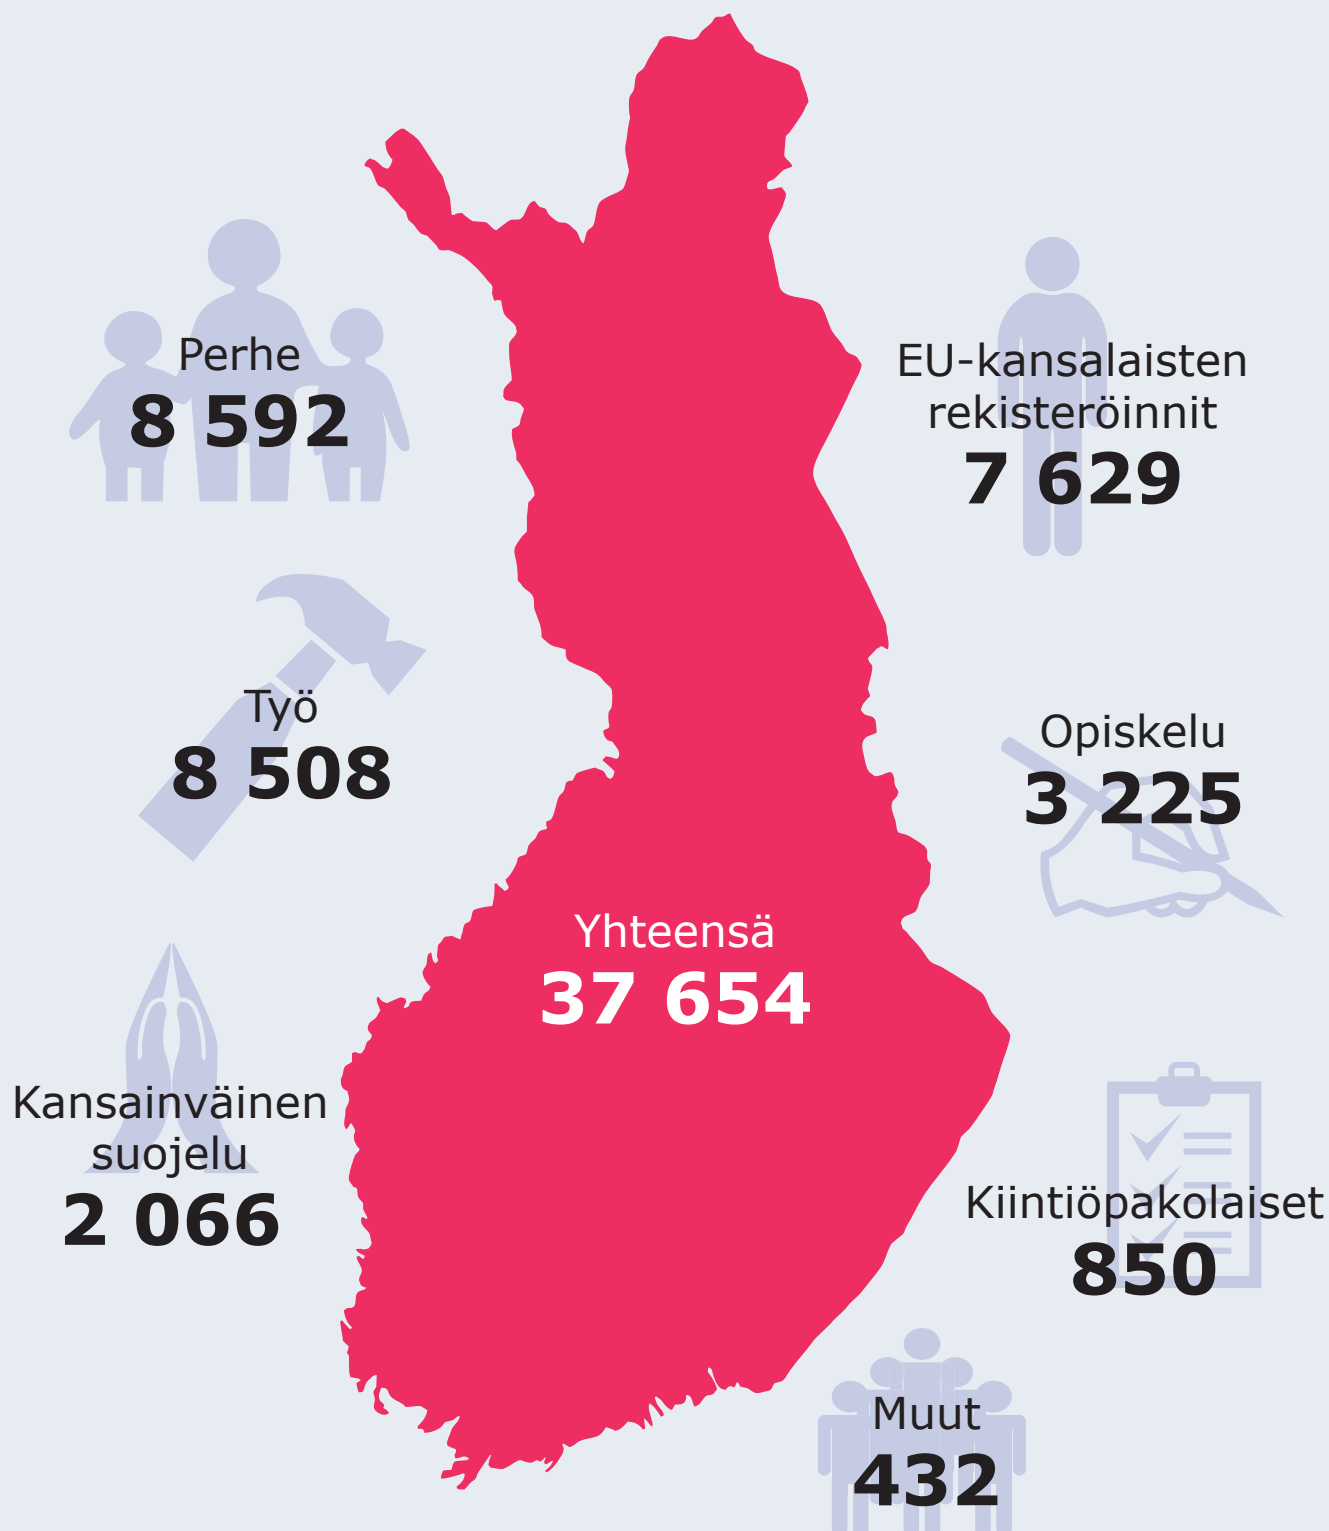 Perhe
8 592
EU-kansalaisten
rekisteröinnit
7 629
Työ
8 508
Opiskelu
3 225
Yhteensä
37 654
Kansainväinen
suojelu
2 066
Kiintiöpakolaiset
850
Muut
432